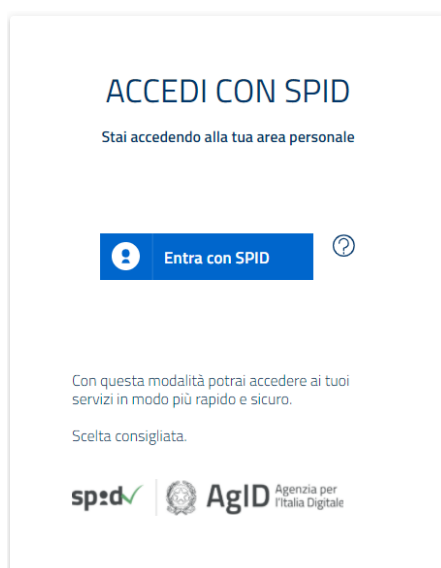 ACCEDI CON SPID
Stai accedendo alla tua area personale
Entra con SPID
?
Con questa modalità potrai accedere ai tuoi
servizi in modo più rapido e sicuro.
Scelta consigliata.
spid
AgID Agenzia per
l'Italia Digitale